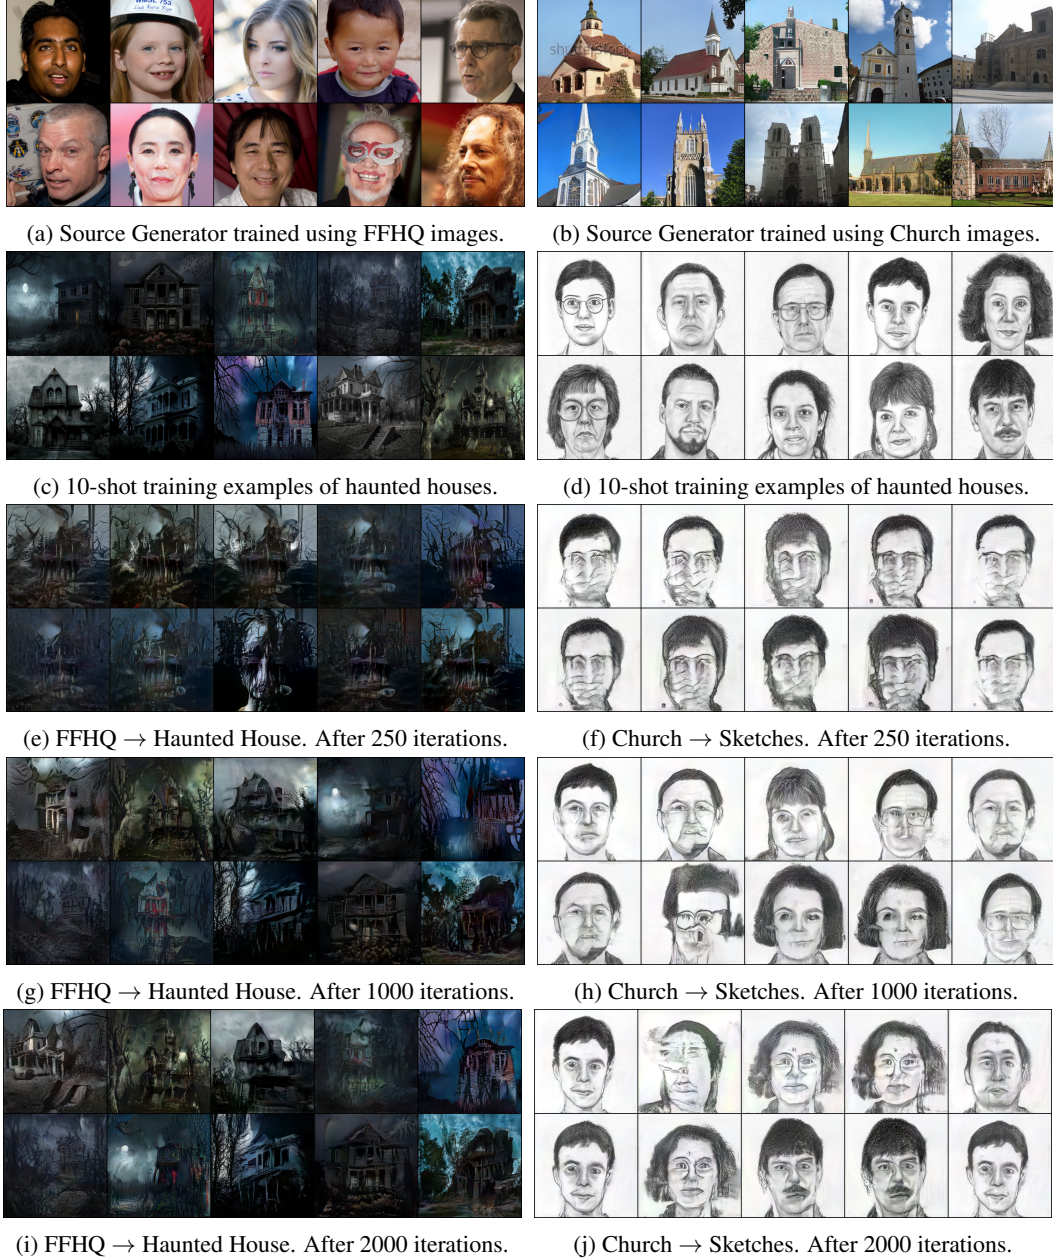 WMSL 753
shutterstock
(a) Source Generator trained using FFHQ images.
(b) Source Generator trained using Church images.
(c) 10-shot training examples of haunted houses.
(d) 10-shot training examples of haunted houses.
(e) FFHQ → Haunted House. After 250 iterations.
(f) Church → Sketches. After 250 iterations.
(g) FFHQ → Haunted House. After 1000 iterations.
(h) Church → Sketches. After 1000 iterations.
(i) FFHQ → Haunted House. After 2000 iterations.
(j) Church → Sketches. After 2000 iterations.